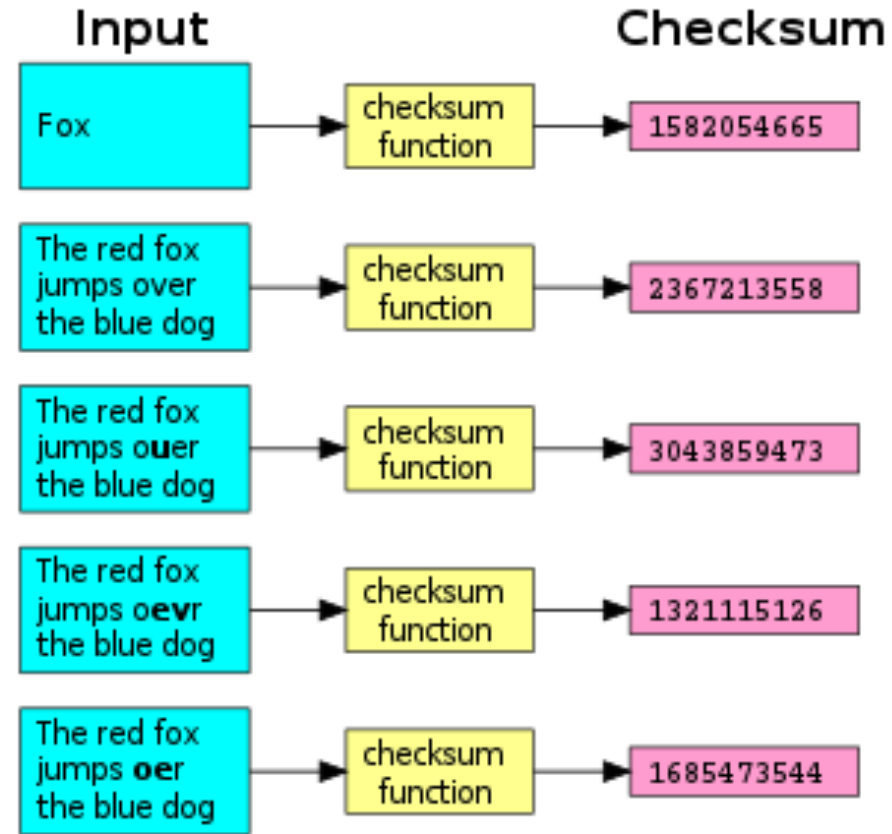 Input Checksum
Fox
checksum
function
1582054665
The red fox
jumps over
the blue dog
checksum
function
2367213558
The red fox
jumps ouer
the blue dog
checksum
function
3043859473
The red fox
jumps oevr
the blue dog
checksum
function
1321115126
The red fox
jumps oer
the blue dog
checksum
function
1685473544